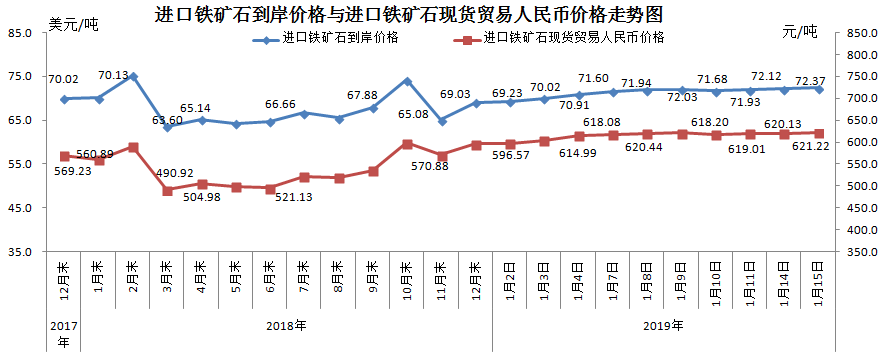 进口铁矿石到岸价格与进口铁矿石现货贸易人民币价格走势图
美元/吨
元/吨
进口铁矿石到岸价格
进口铁矿石现货贸易人民币价格
85.0
75.0
65.0
55.0
45.0
35.0
850.0
800.0
750.0
700.0
650.0
600.0
550.0
500.0
450.0
400.0
350.0
70.02
70.13
63.60
65.14
66.66
67.88
65.08
69.03
69.23
70.02
70.91
71.60
71.94
72.03
71.68
71.93
72.12
72.37
569.23
560.89
490.92
504.98
521.13
570.88
596.57
614.99
618.08
620.44
618.20
619.01
620.13
621.22
12月末
1月末
2月末
3月末
4月末
5月末
6月末
7月末
8月末
9月末
10月末
11月末
12月末
1月2日
1月3日
1月4日
1月7日
1月8日
1月9日
1月10日
1月11日
1月14日
1月15日
2017
年
2018年
2019年